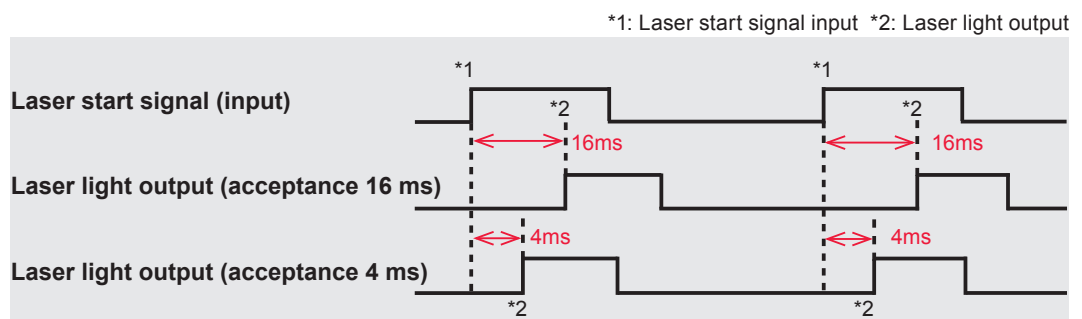 *1: Laser start signal input *2: Laser light output
*1 *1
Laser start signal (input)
*2 *2
16ms 16ms
Laser light output (acceptance 16 ms)
4ms 4ms
Laser light output (acceptance 4 ms)
*2 *2